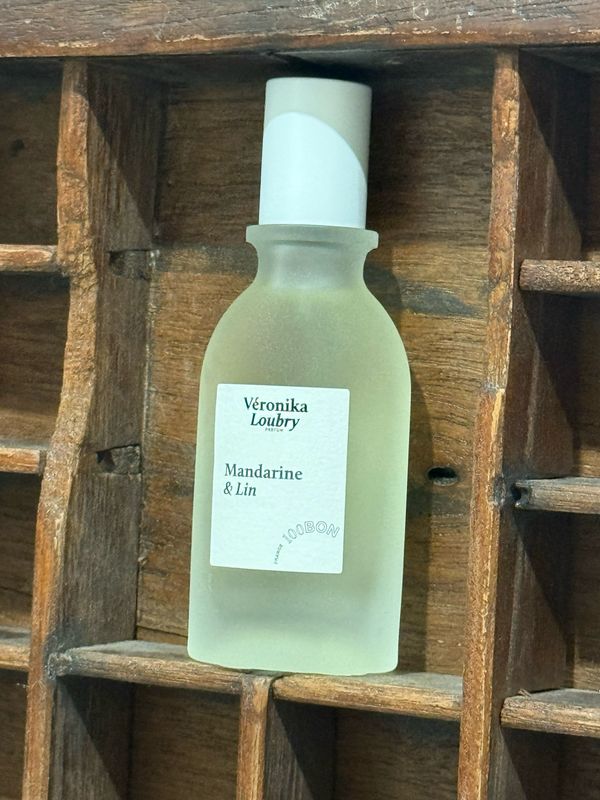 Véronika
Loubry
PARFUM
Mandarine
& Lin
100BON
FRANCE